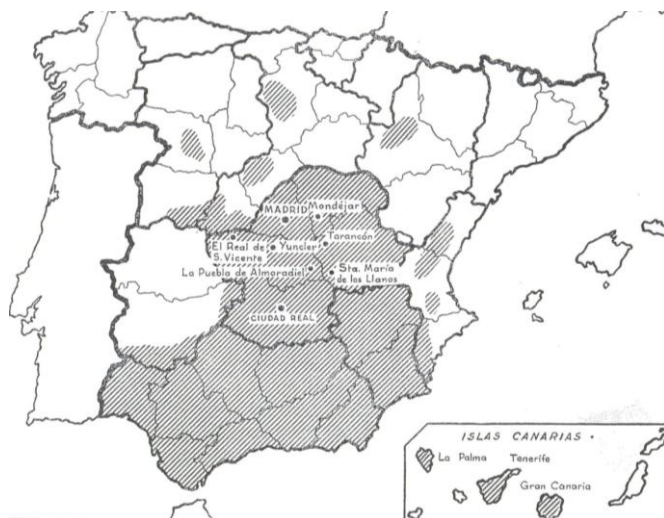 MADRID
Mondéjar
El Real de
S. Vicente
Yuncler
Tarancón
La Puebla de Almoradiel
Sta. María
de los Llanos
CIUDAD REAL
ISLAS CANARIAS
La Palma
Tenerife
Gran Canaria